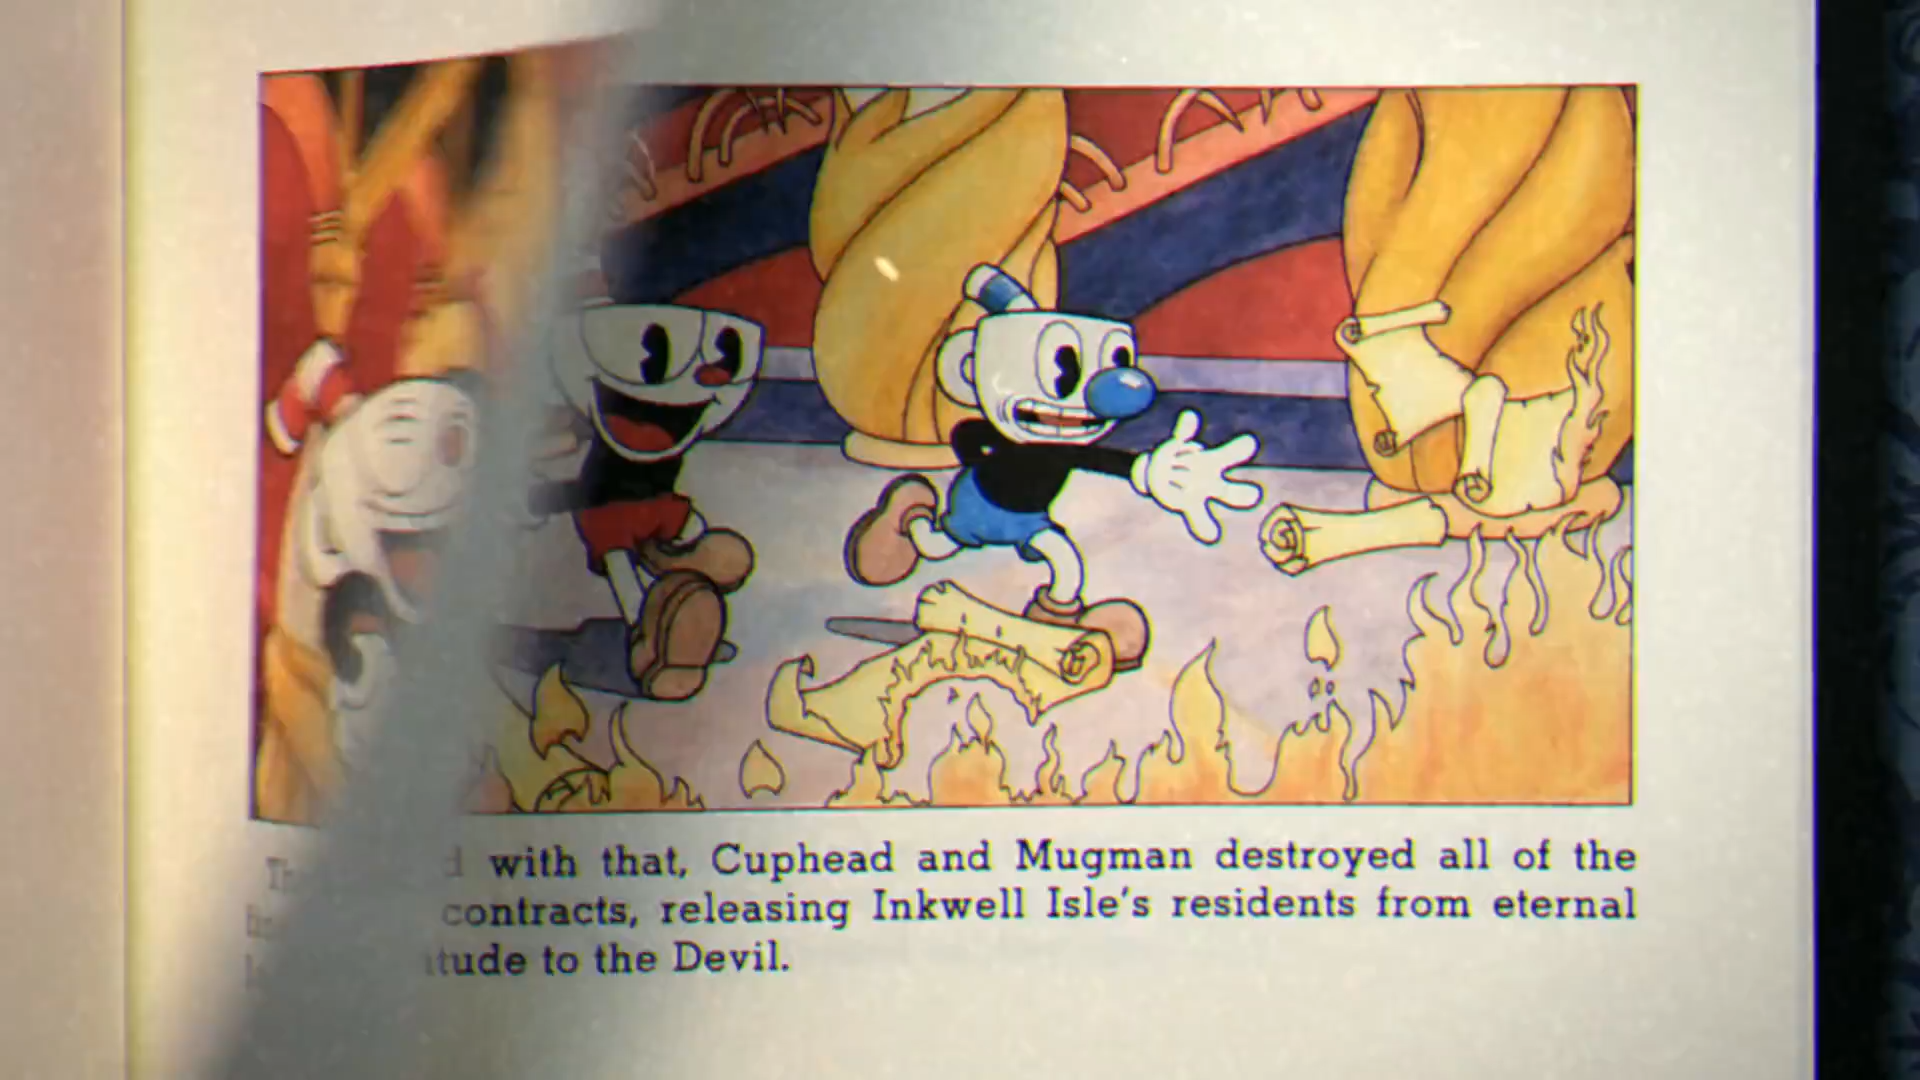 with that, Cuphead and Mugman destroyed all of the
contracts, releasing Inkwell Isle's residents from eternal
to the Devil.